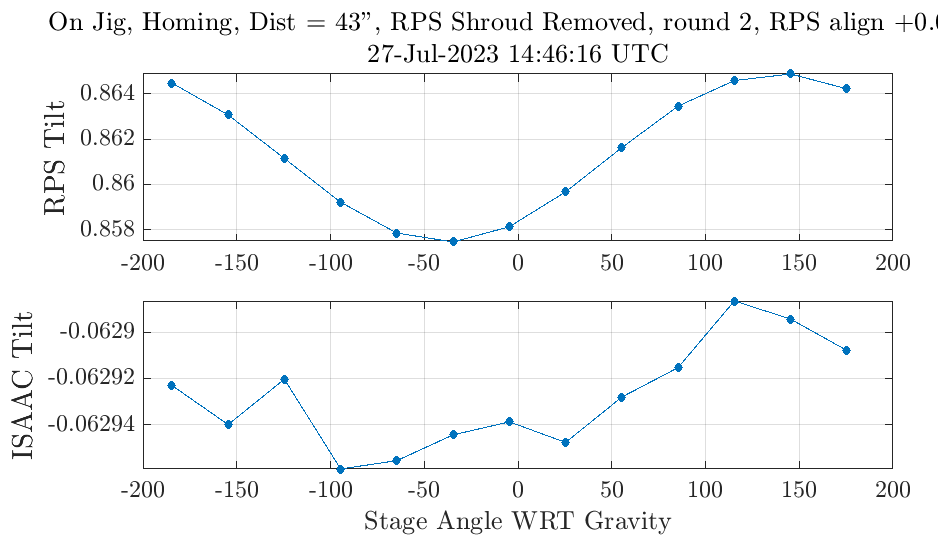 On Jig, Homing, Dist = 43", RPS Shroud Removed, round 2, RPS align +0.0
27-Jul-2023 14:46:16 UTC
RPS Tilt
0.864
0.862
0.86
0.858
-200 -150 -100 -50 0 50 100 150 200
ISAAC Tilt
-0.0629
-0.06292
-0.06294
-200 -150 -100 -50 0 50 100 150 200
Stage Angle WRT Gravity